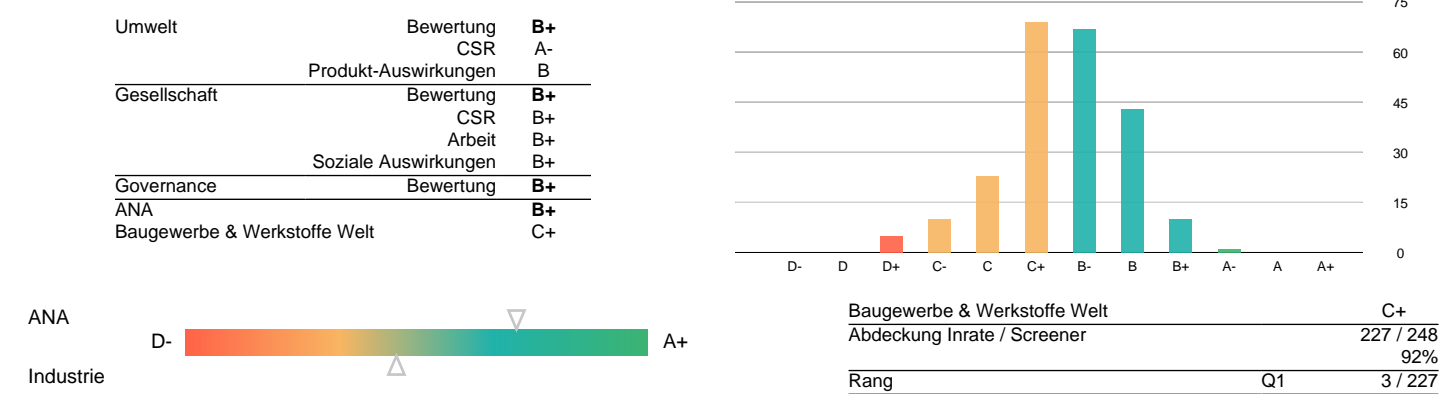 Umwelt Bewertung B+
CSR A-
Produkt-Auswirkungen B
Gesellschaft Bewertung B+
CSR B+
Arbeit B+
Soziale Auswirkungen B+
Governance Bewertung B+
ANA B+
Baugewerbe & Werkstoffe Welt C+
75
60
45
30
15
0
D- D D+ C- C C+ B- B B+ A- A A+
ANA
D- A+
Industrie
Baugewerbe & Werkstoffe Welt C+
Abdeckung Inrate / Screener 227 / 248
92%
Rang Q1 3 / 227